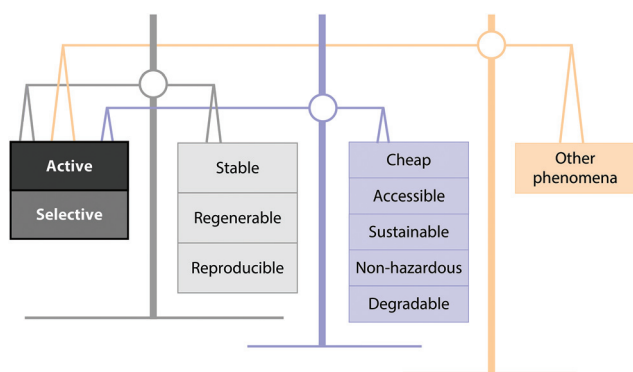 Active
Selective
Stable
Regenerable
Reproducible
Cheap
Accessible
Sustainable
Non-hazardous
Degradable
Other
phenomena